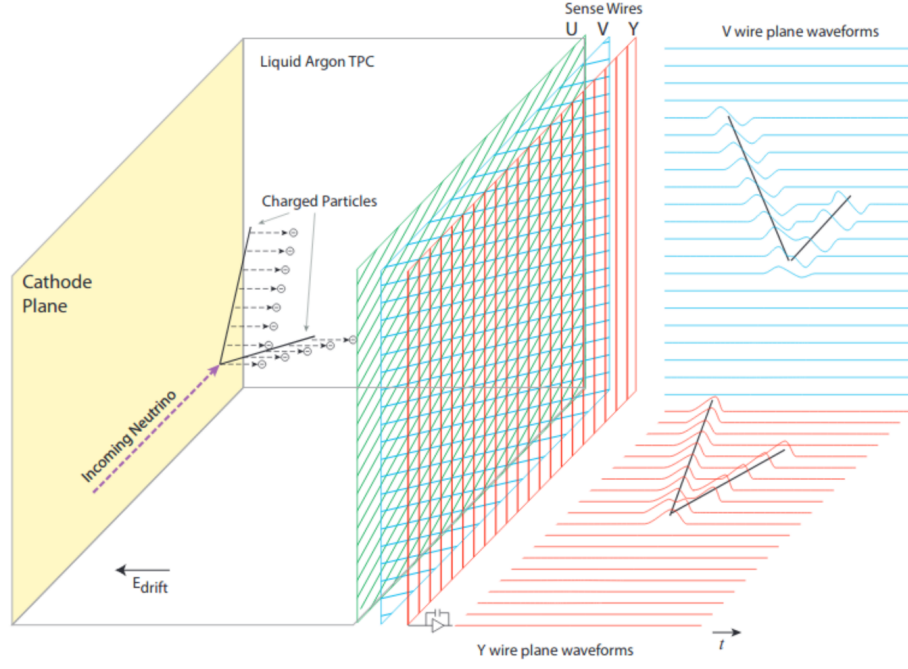 Sense Wires
U V Y
V wire plane waveforms
Liquid Argon TPC
Charged Particles
Cathode
Plane
Incoming Neutrino
Edrift
t
Y wire plane waveforms